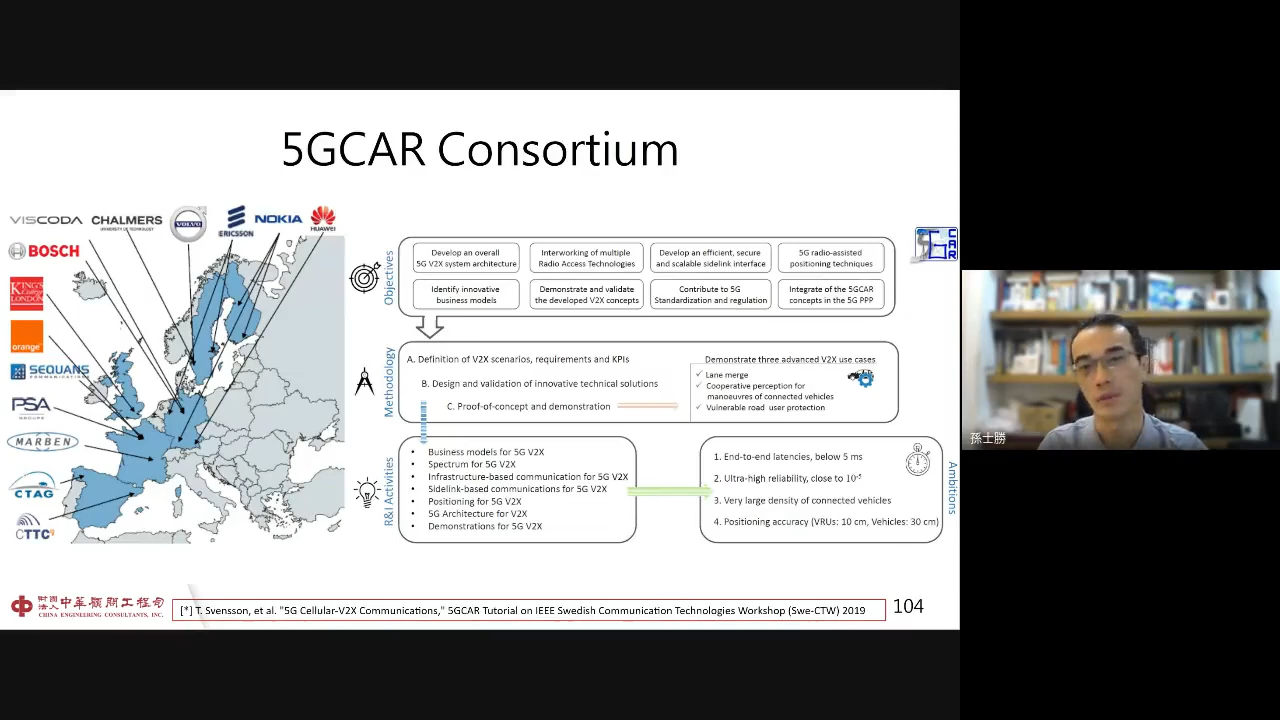 5GCAR Consortium
VISCODA
CHALMERS
UNIVERSITY OF TECHNOLOGY
VOLVO
ERICSSON
NOKIA
HUAWEI
BOSCH
KING'S
College
LONDON
orange
SEQUANS
COMMUNICATIONS
PSA
GROUPE
MARBEN
CTAG
CTTC
Objectives
Develop an overall
5G V2X system architecture
Interworking of multiple
Radio Access Technologies
Develop an efficient, secure
and scalable sidelink interface
5G radio-assisted
positioning techniques
Identify innovative
business models
Demonstrate and validate
the developed V2X concepts
Contribute to 5G
Standardization and regulation
Integrate of the 5GCAR
concepts in the 5G PPP
5G CAR
Methodology
A. Definition of V2X scenarios, requirements and KPIs
B. Design and validation of innovative technical solutions
C. Proof-of-concept and demonstration
Demonstrate three advanced V2X use cases
✓ Lane merge
✓ Cooperative perception for
manoeuvres of connected vehicles
✓ Vulnerable road user protection
R&I Activities
• Business models for 5G V2X
• Spectrum for 5G V2X
• Infrastructure-based communication for 5G V2X
• Sidelink-based communications for 5G V2X
• Positioning for 5G V2X
• 5G Architecture for V2X
• Demonstrations for 5G V2X
1. End-to-end latencies, below 5 ms
2. Ultra-high reliability, close to 10⁻⁵
3. Very large density of connected vehicles
4. Positioning accuracy (VRUs: 10 cm, Vehicles: 30 cm)
Ambitions
財團法人中華顧問工程司
CHINA ENGINEERING CONSULTANTS, INC.
[*] T. Svensson, et al. "5G Cellular-V2X Communications," 5GCAR Tutorial on IEEE Swedish Communication Technologies Workshop (Swe-CTW) 2019
104
孫士勝